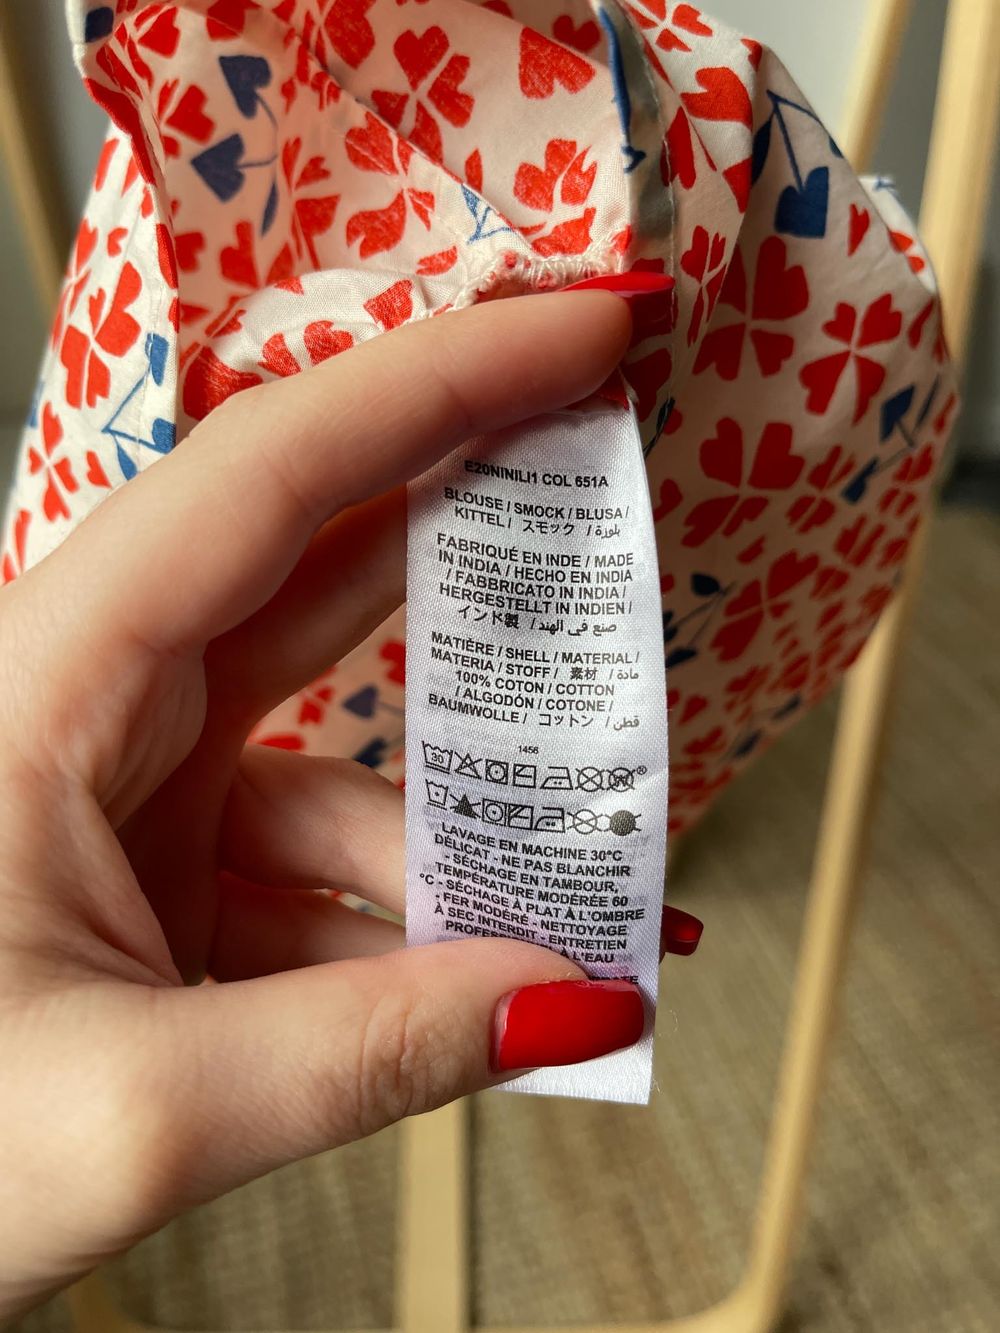 E20NINILI1 COL 651A
BLOUSE / SMOCK / BLUSA /
KITTEL / スモック / بلوزة
FABRIQUÉ EN INDE / MADE
IN INDIA / HECHO EN INDIA
/ FABBRICATO IN INDIA /
HERGESTELLT IN INDIEN /
インド製 / صنع في الهند
MATIÈRE / SHELL / MATERIAL /
MATERIA / STOFF / 素材 / مادة
100% COTON / COTTON
/ ALGODÓN / COTONE /
BAUMWOLLE / コットン / قطن
1456
30 W ®
LAVAGE EN MACHINE 30°C
DÉLICAT - NE PAS BLANCHIR
- SÉCHAGE EN TAMBOUR,
TEMPÉRATURE MODÉRÉE 60
°C - SÉCHAGE À PLAT À L'OMBRE
- FER MODÉRÉ - NETTOYAGE
À SEC INTERDIT - ENTRETIEN
À L'EAU